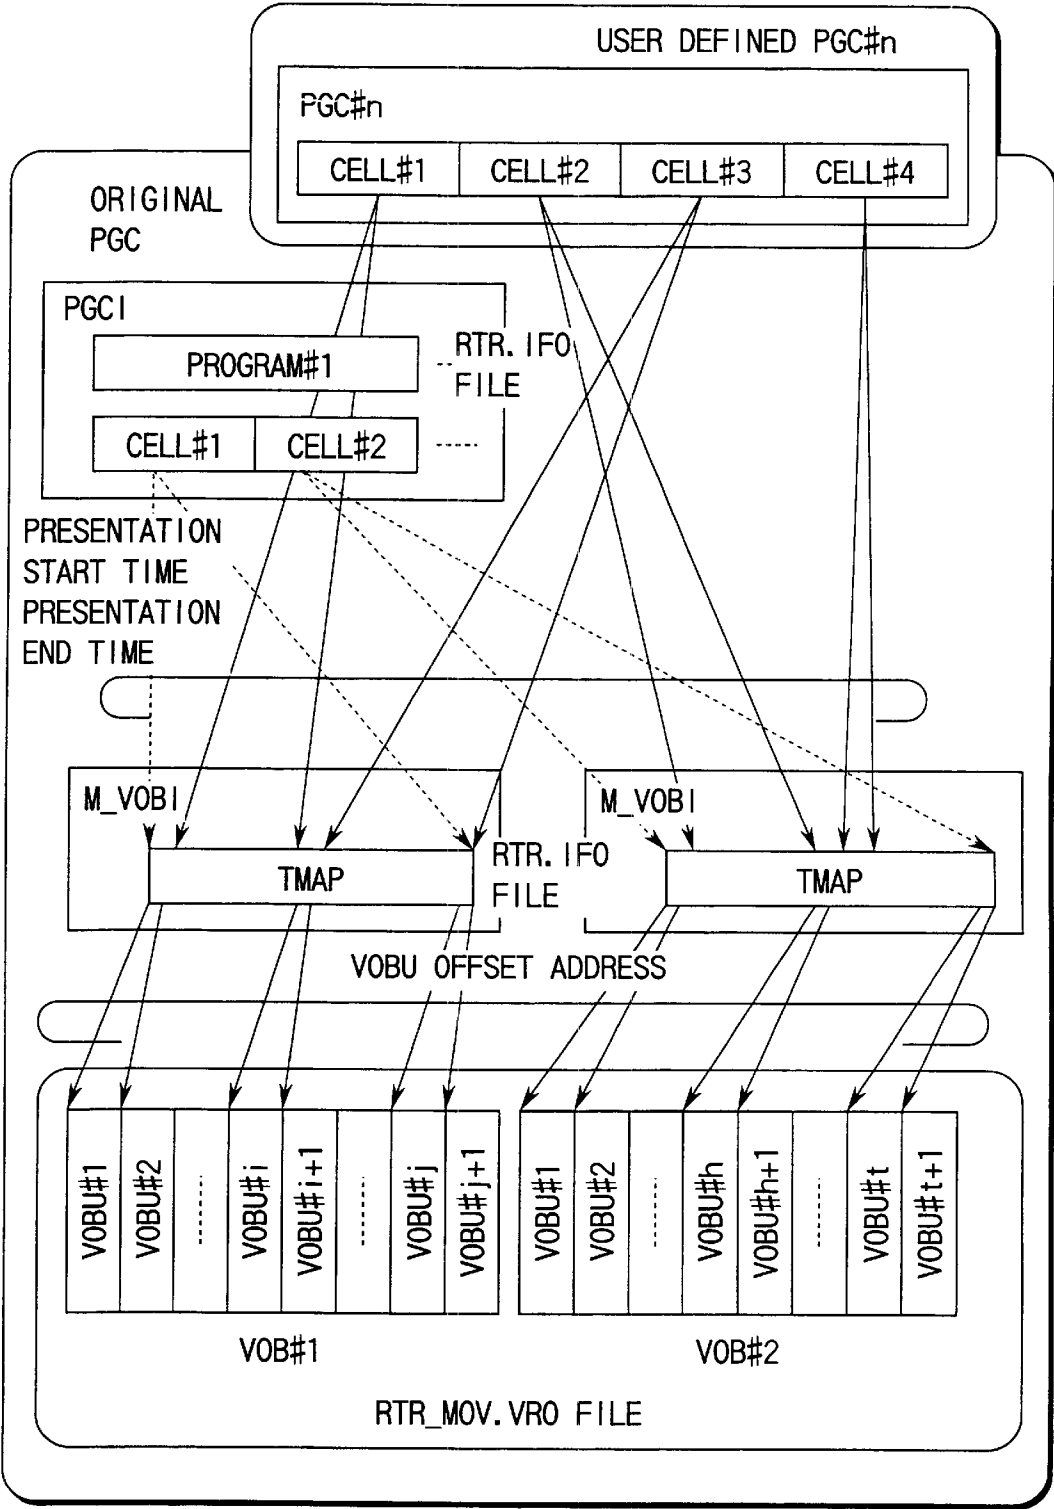 USER DEFINED PGC#n
PGC#n
CELL#1 CELL#2 CELL#3 CELL#4
ORIGINAL
PGC
PGCI
PROGRAM#1
RTR.IFO
FILE
CELL#1 CELL#2
PRESENTATION
START TIME
PRESENTATION
END TIME
M_VOBI
TMAP
RTR.IFO
FILE
M_VOBI
TMAP
VOBU OFFSET ADDRESS
VOBU#1
VOBU#2
VOBU#i
VOBU#i+1
VOBU#j
VOBU#j+1
VOBU#1
VOBU#2
VOBU#h
VOBU#h+1
VOBU#t
VOBU#t+1
VOB#1
VOB#2
RTR_MOV.VRO FILE